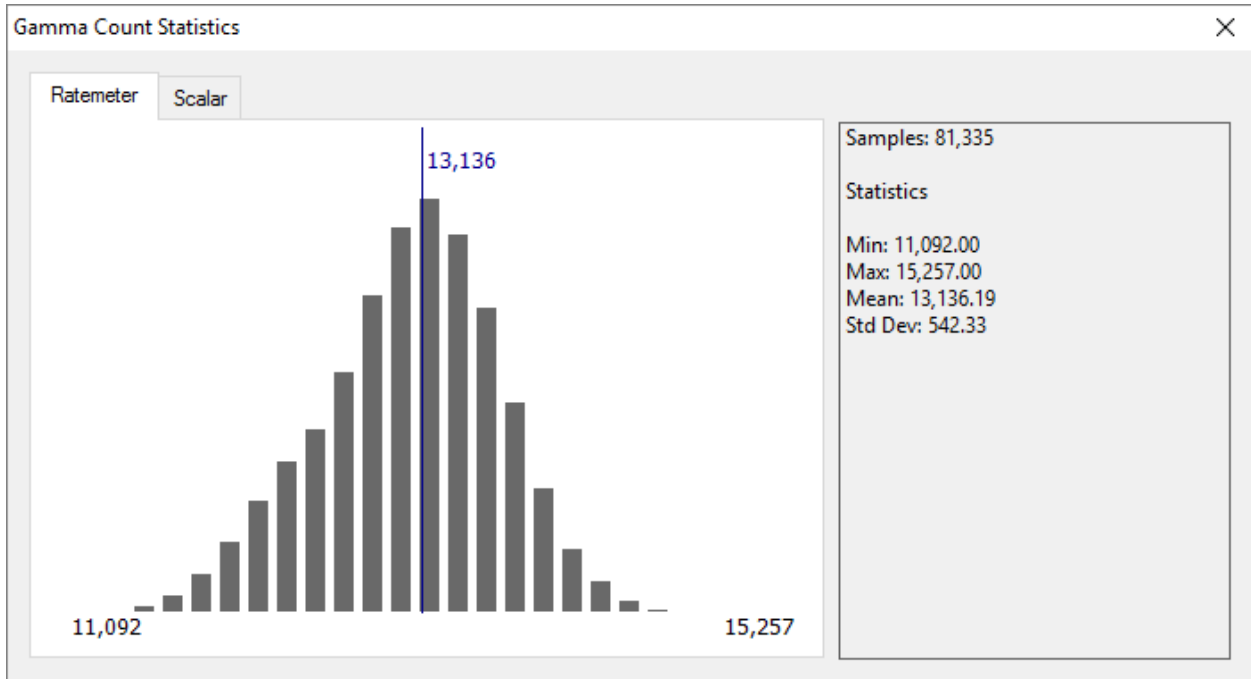 Gamma Count Statistics
Ratemeter
Scalar
13,136
11,092
15,257
Samples: 81,335
Statistics
Min: 11,092.00
Max: 15,257.00
Mean: 13,136.19
Std Dev: 542.33